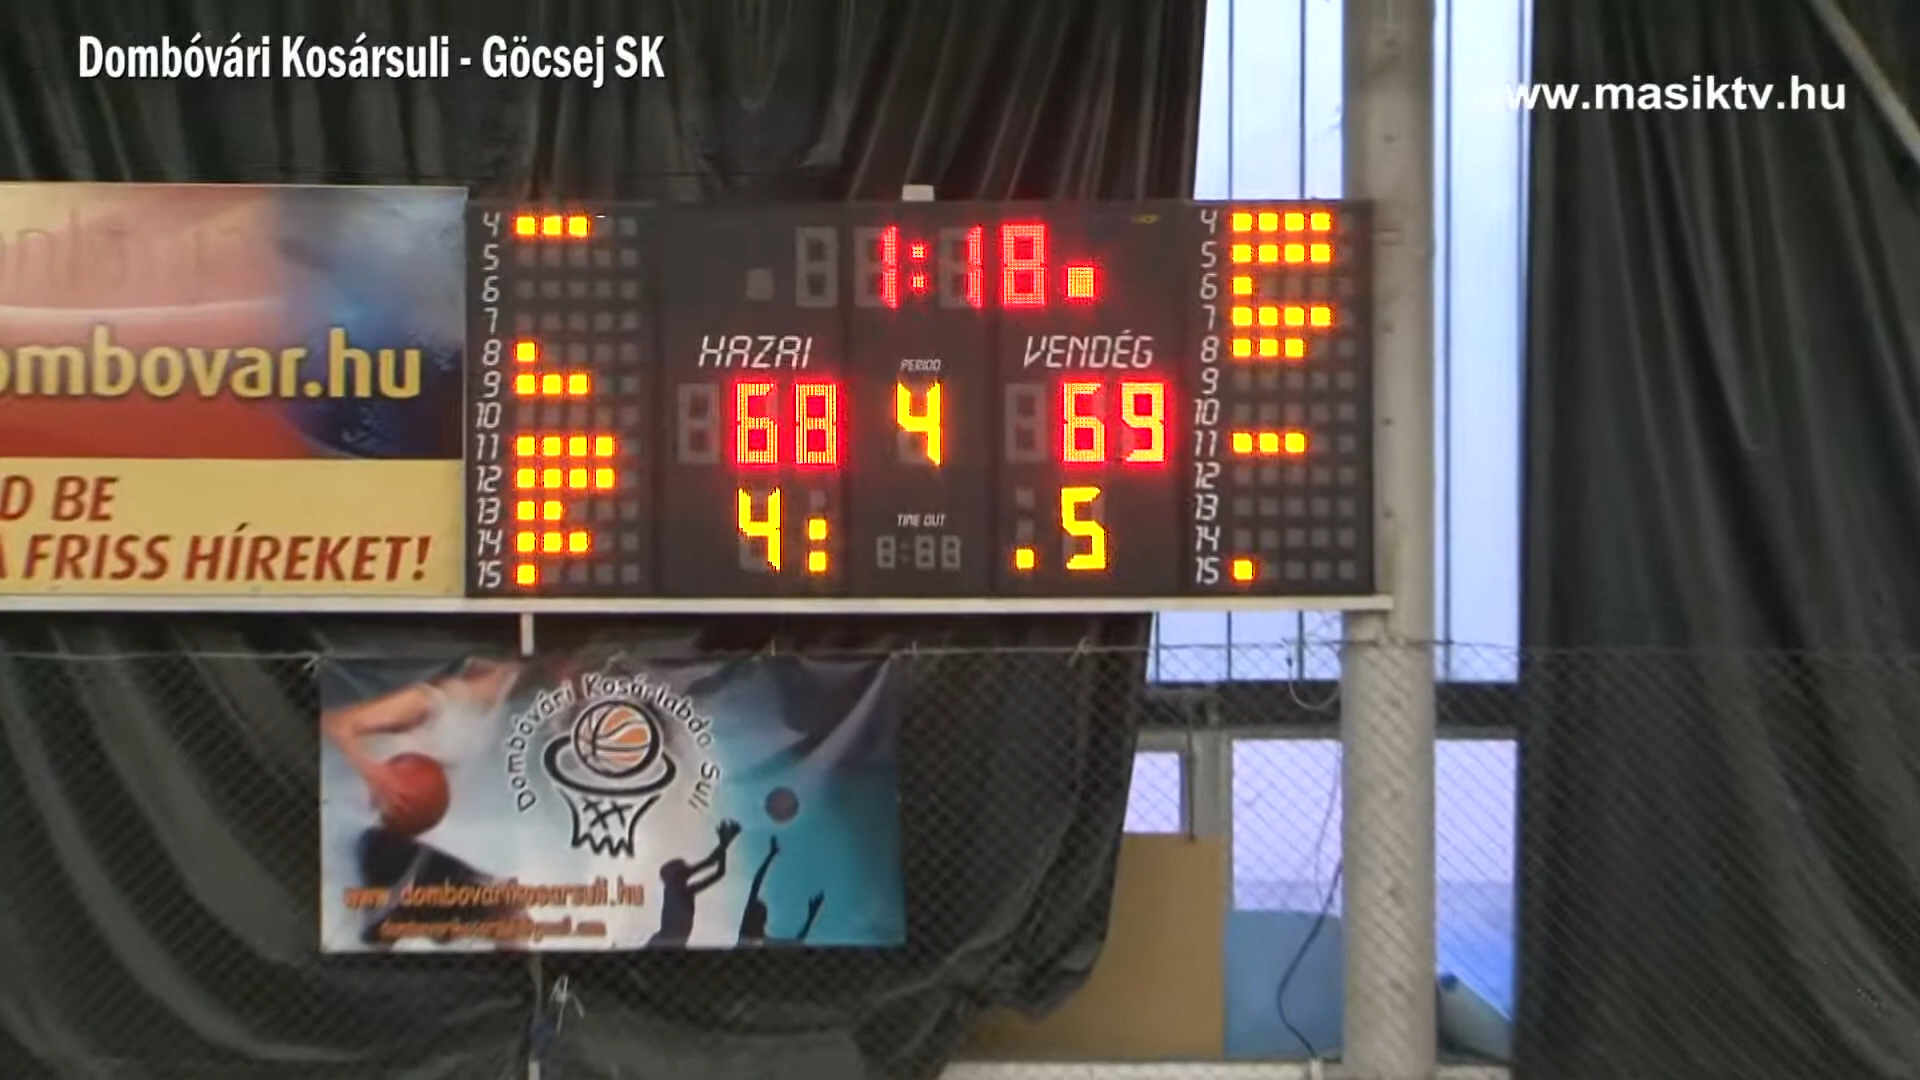 Dombóvári Kosársuli - Göcsej SK
www.masiktv.hu
ombovar.hu
D BE
A FRISS HÍREKET!
4
5
6
7
8
9
10
11
12
13
14
15
1:18
HAZAI
PERIOD
VENDÉG
68
4
69
4:
TIME OUT
.5
4
5
6
7
8
9
10
11
12
13
14
15
Dombóvári Kosárlabda Suli
www.dombovarikosarsuli.hu